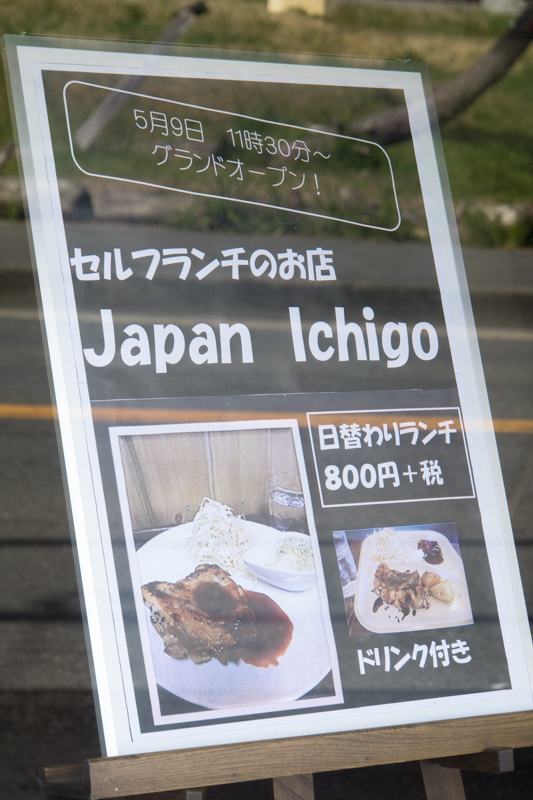 5月9日 11時30分～
グランドオープン！
セルフランチのお店
Japan Ichigo
日替わりランチ
800円＋税
ドリンク付き